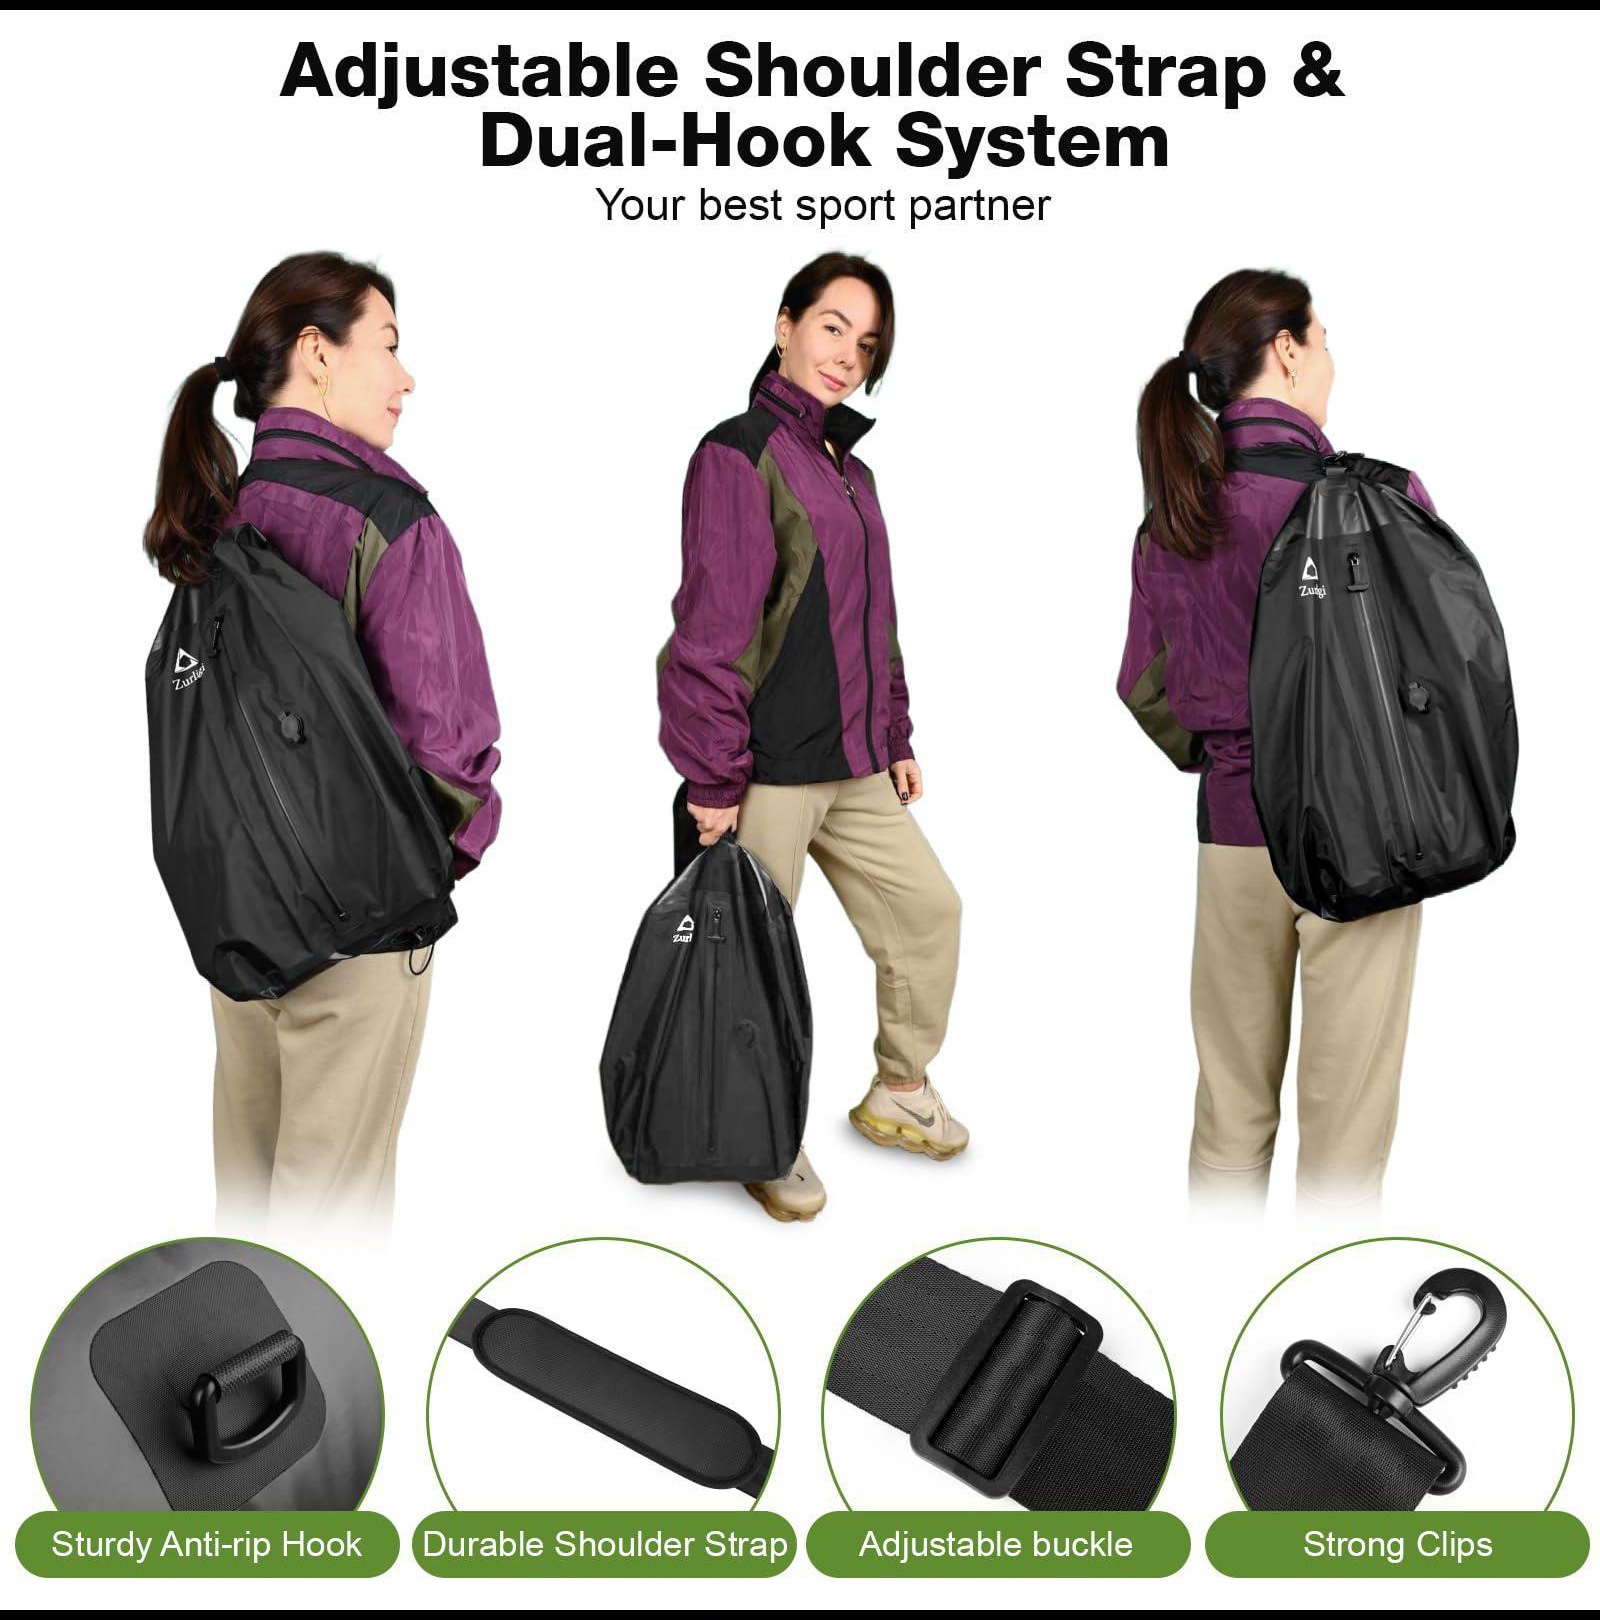 Adjustable Shoulder Strap &
Dual-Hook System
Your best sport partner
Sturdy Anti-rip Hook
Durable Shoulder Strap
Adjustable buckle
Strong Clips